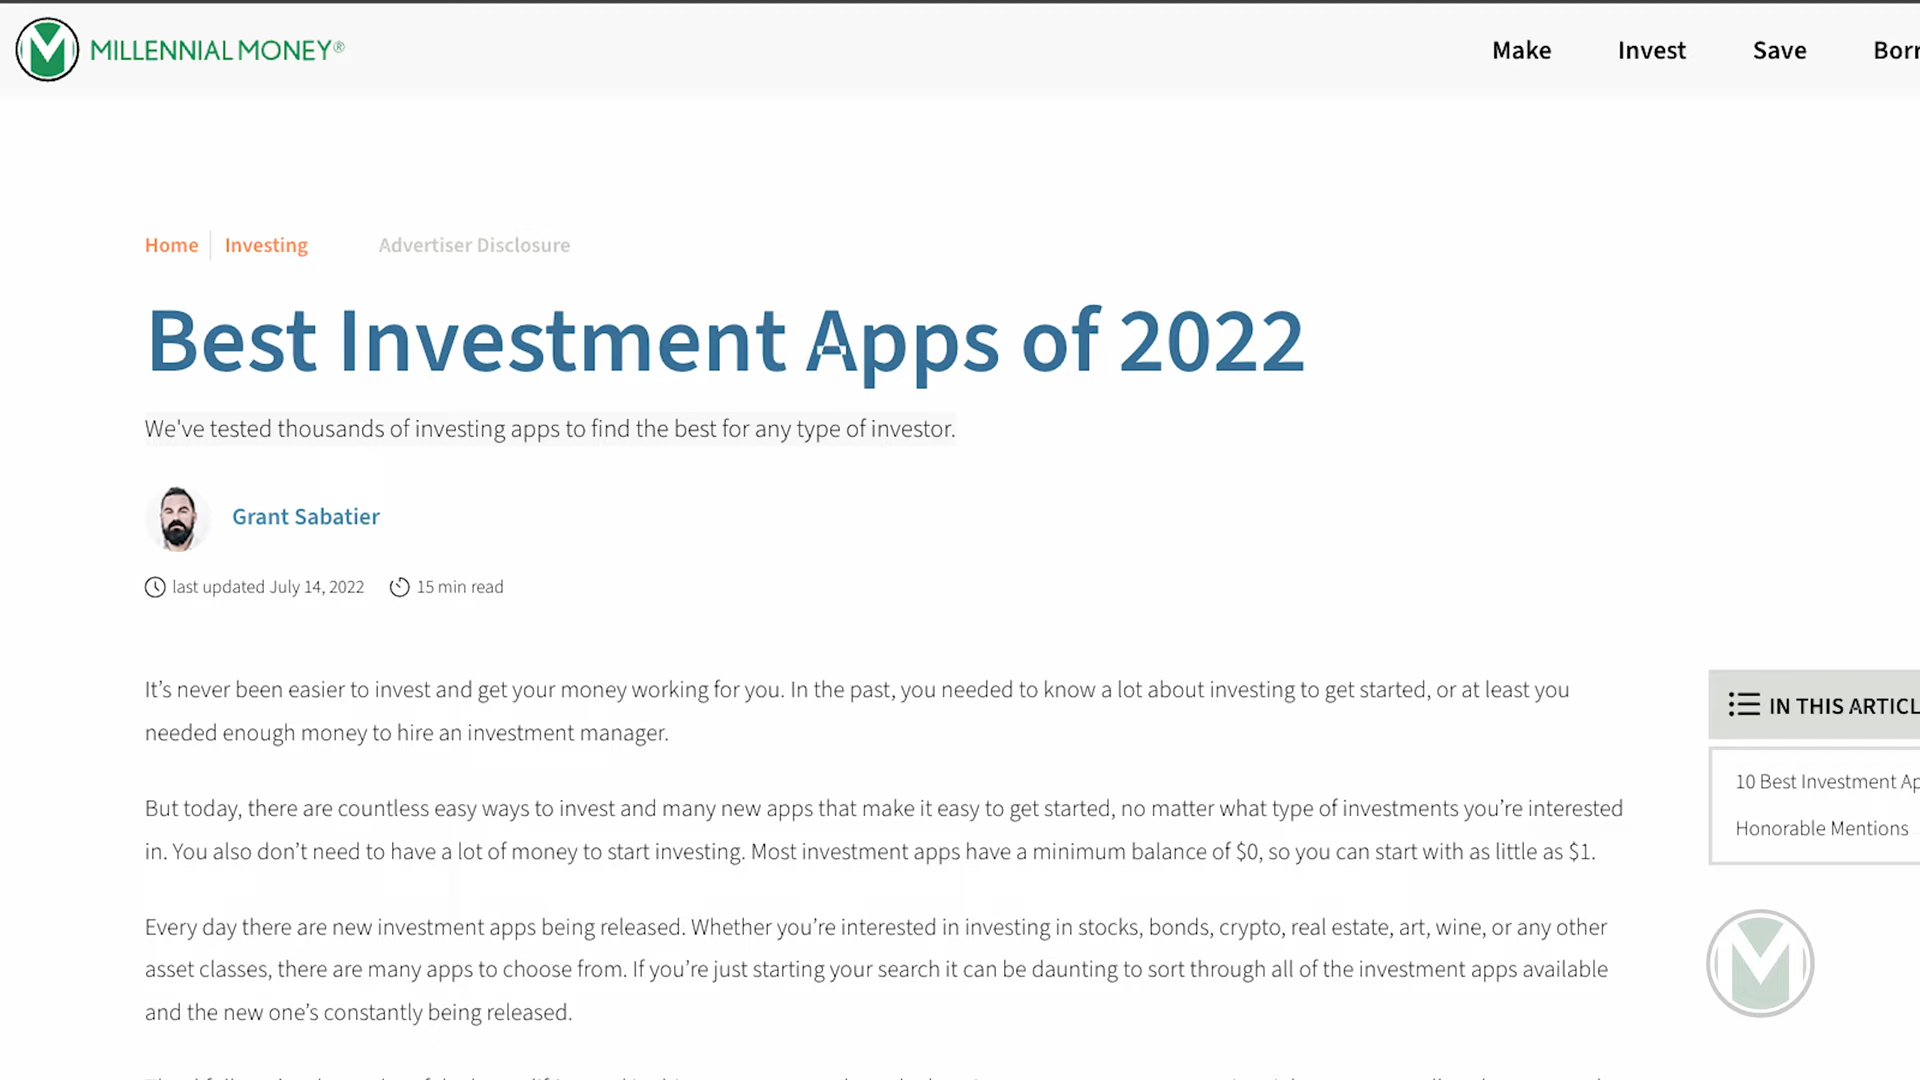 MILLENNIAL MONEY®
Make Invest Save
Home Investing Advertiser Disclosure
Best Investment Apps of 2022
We've tested thousands of investing apps to find the best for any type of investor.
Grant Sabatier
last updated July 14, 2022 15 min read
It’s never been easier to invest and get your money working for you. In the past, you needed to know a lot about investing to get started, or at least you
needed enough money to hire an investment manager.
But today, there are countless easy ways to invest and many new apps that make it easy to get started, no matter what type of investments you’re interested
in. You also don’t need to have a lot of money to start investing. Most investment apps have a minimum balance of $0, so you can start with as little as $1.
Every day there are new investment apps being released. Whether you’re interested in investing in stocks, bonds, crypto, real estate, art, wine, or any other
asset classes, there are many apps to choose from. If you’re just starting your search it can be daunting to sort through all of the investment apps available
and the new one’s constantly being released.
IN THIS ARTICL
10 Best Investment Ap
Honorable Mentions